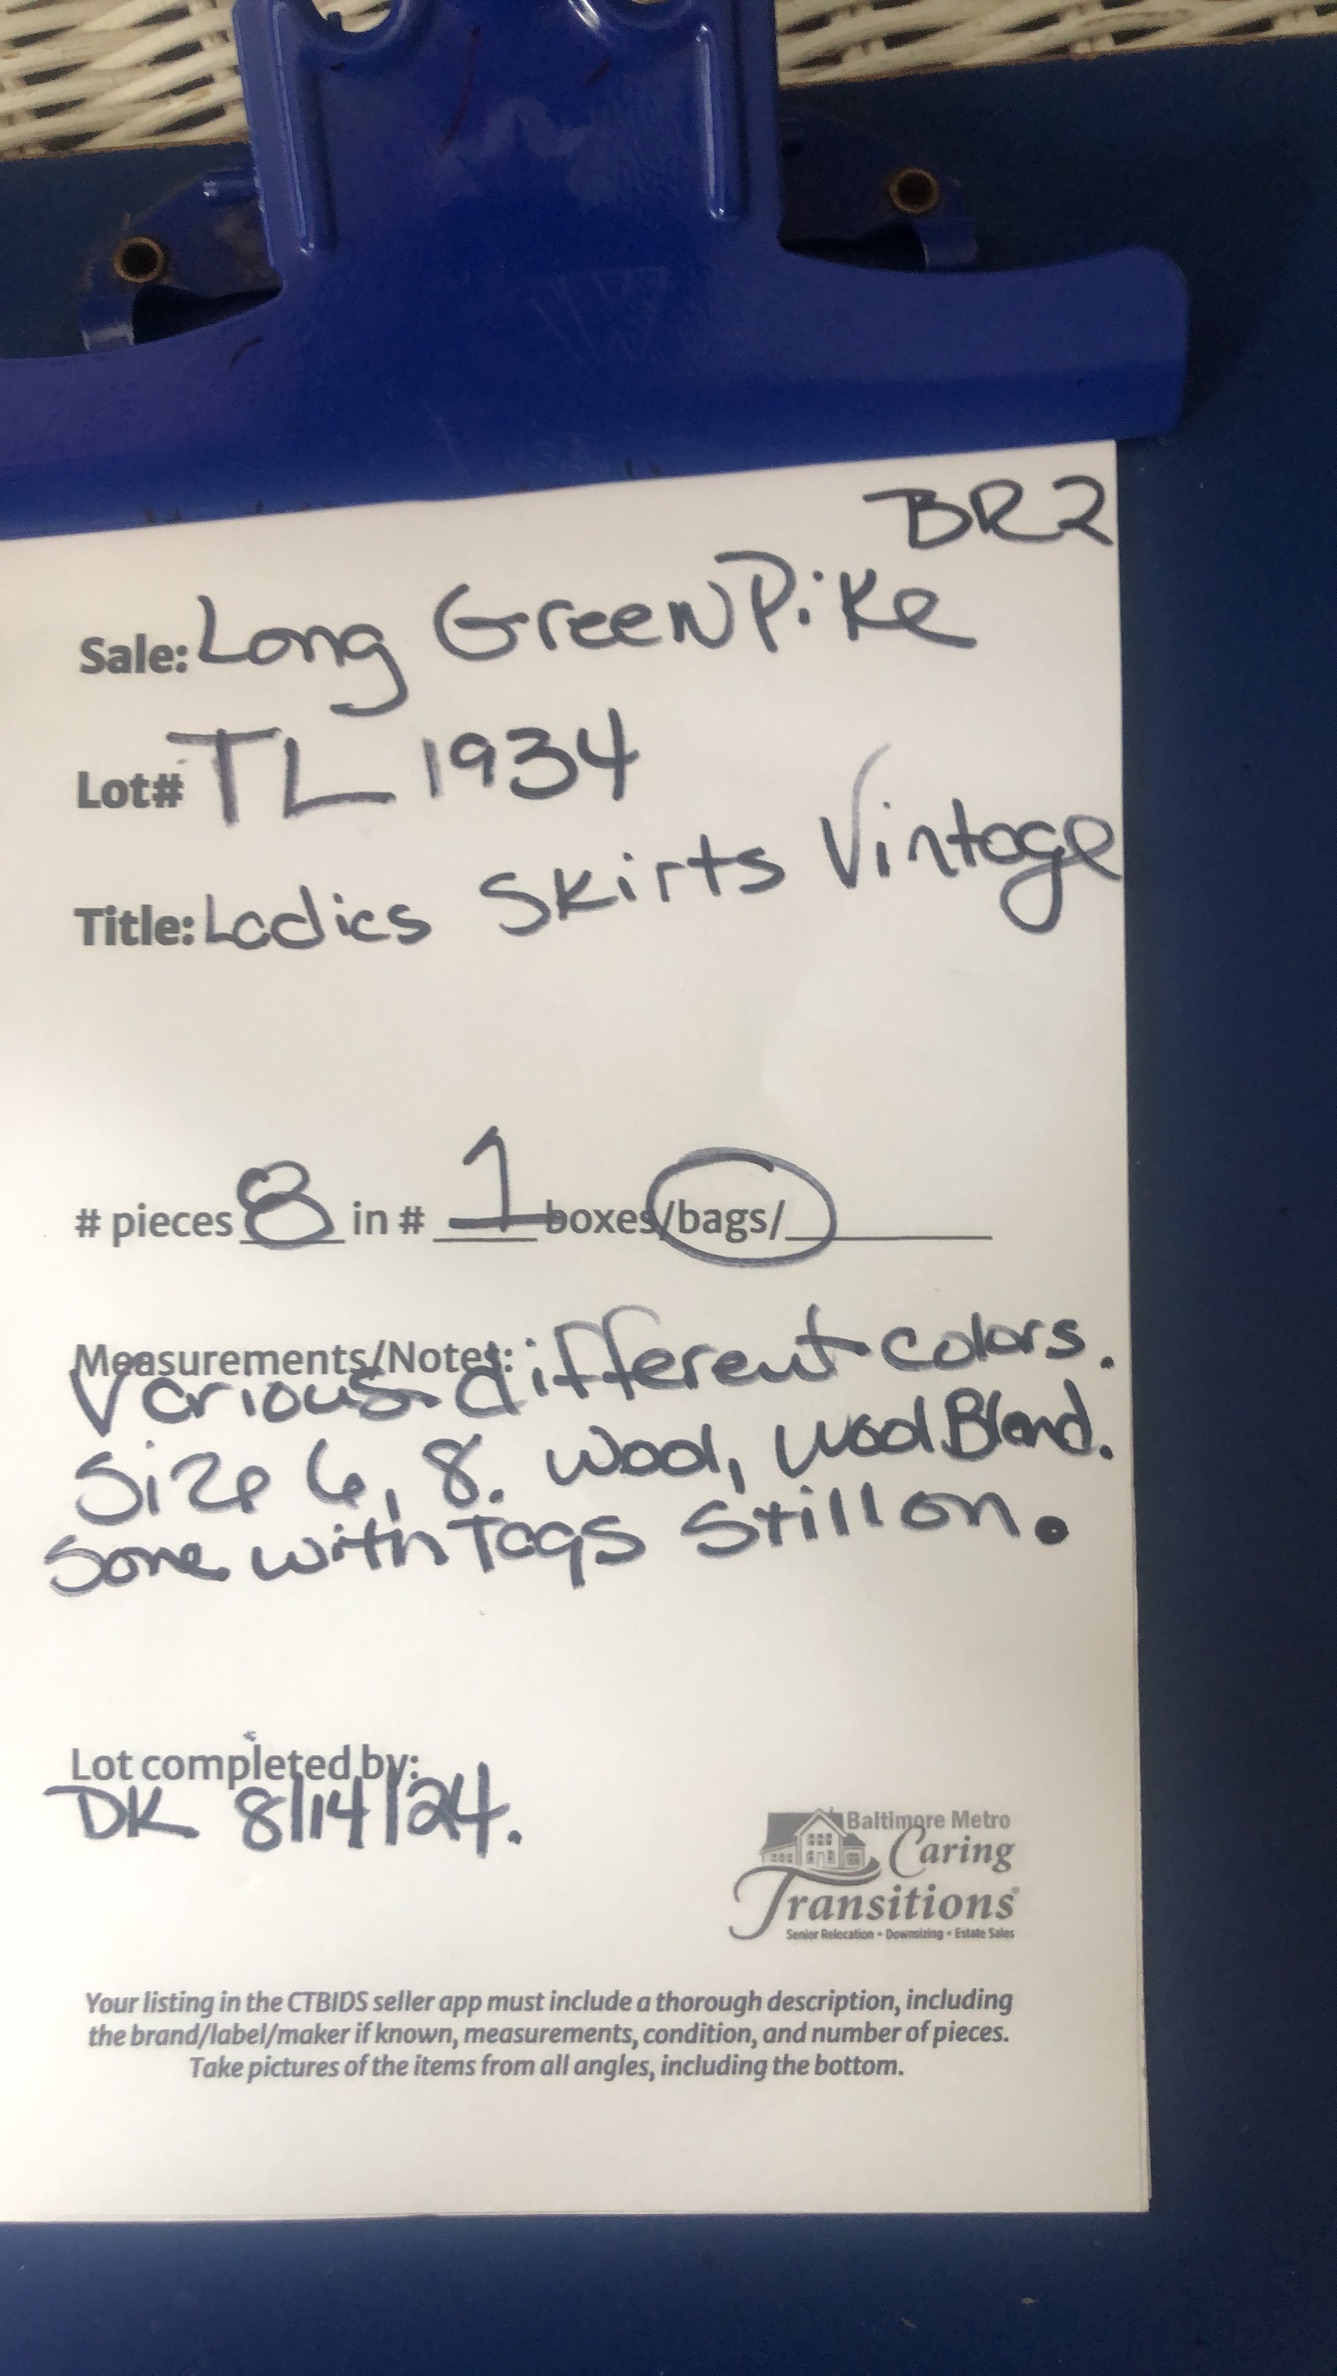 BR2
Sale: Long Green Pike
Lot# TL 1934
Title: Ladies Skirts Vintage
# pieces 8 in # 1 boxes/bags/
Measurements/Notes:
Various different colors.
Size 6, 8. Wool, Wool Blend.
Some with Tags Still on.
Lot completed by:
DK 8/14/24.
Baltimore Metro
Caring
Transitions®
Senior Relocation • Downsizing • Estate Sales
Your listing in the CTBIDS seller app must include a thorough description, including
the brand/label/maker if known, measurements, condition, and number of pieces.
Take pictures of the items from all angles, including the bottom.